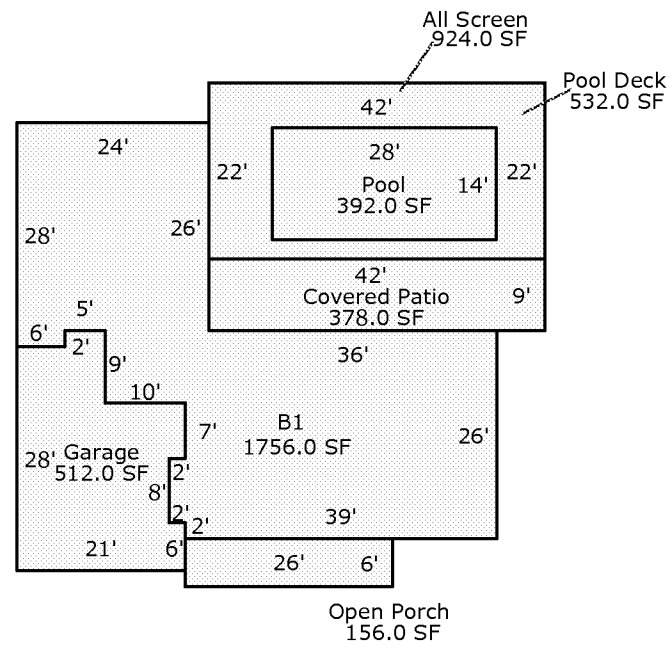 All Screen
924.0 SF
Pool Deck
532.0 SF
42'
24'
28'
22'
Pool
14'
22'
392.0 SF
28'
26'
42'
Covered Patio
9'
378.0 SF
5'
6'
2'
9'
36'
10'
7'
B1
1756.0 SF
26'
Garage
28'
512.0 SF
2'
8'
2'
2'
39'
21'
6'
26'
6'
Open Porch
156.0 SF